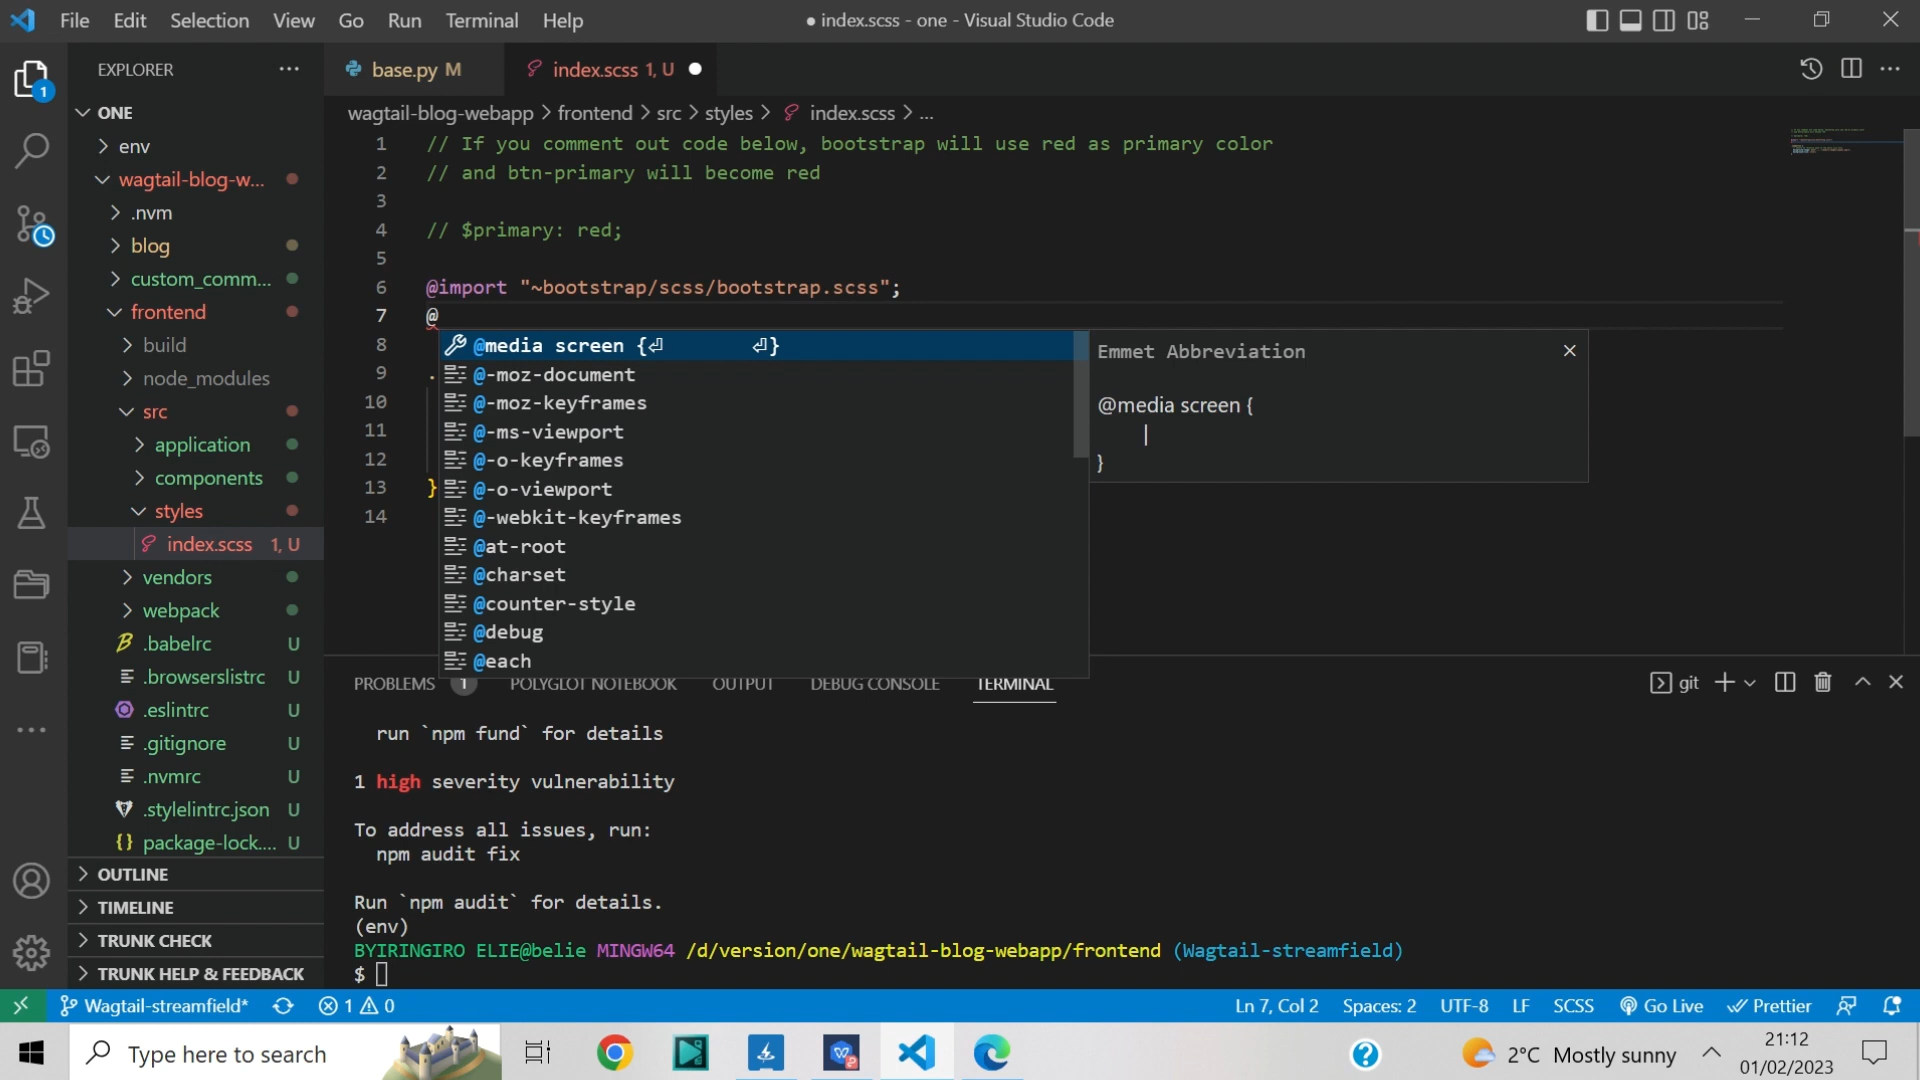 File Edit Selection View Go Run Terminal Help
● index.scss - one - Visual Studio Code
EXPLORER
ONE
env
wagtail-blog-w...
.nvm
blog
custom_comm...
frontend
build
node_modules
src
application
components
styles
index.scss 1, U
vendors
webpack
.babelrc U
.browserslistrc U
.eslintrc U
.gitignore U
.nvmrc U
.stylelintrc.json U
package-lock.... U
OUTLINE
TIMELINE
TRUNK CHECK
TRUNK HELP & FEEDBACK
1
base.py M
index.scss 1, U
wagtail-blog-webapp > frontend > src > styles > index.scss > ...
1 // If you comment out code below, bootstrap will use red as primary color
2 // and btn-primary will become red
3
4 // $primary: red;
5
6 @import "~bootstrap/scss/bootstrap.scss";
7 @
8
9 .
10
11
12
13 }
14
@media screen {⏎ ⏎}
@-moz-document
@-moz-keyframes
@-ms-viewport
@-o-keyframes
@-o-viewport
@-webkit-keyframes
@at-root
@charset
@counter-style
@debug
@each
Emmet Abbreviation
@media screen {
|
}
PROBLEMS 1 POLYGLOT NOTEBOOK OUTPUT DEBUG CONSOLE TERMINAL
git
run `npm fund` for details
1 high severity vulnerability
To address all issues, run:
npm audit fix
Run `npm audit` for details.
(env)
BYIRINGIRO ELIE@belie MINGW64 /d/version/one/wagtail-blog-webapp/frontend (Wagtail-streamfield)
$
Wagtail-streamfield* 1 0
Ln 7, Col 2 Spaces: 2 UTF-8 LF SCSS Go Live Prettier
Type here to search
2°C Mostly sunny
21:12
01/02/2023